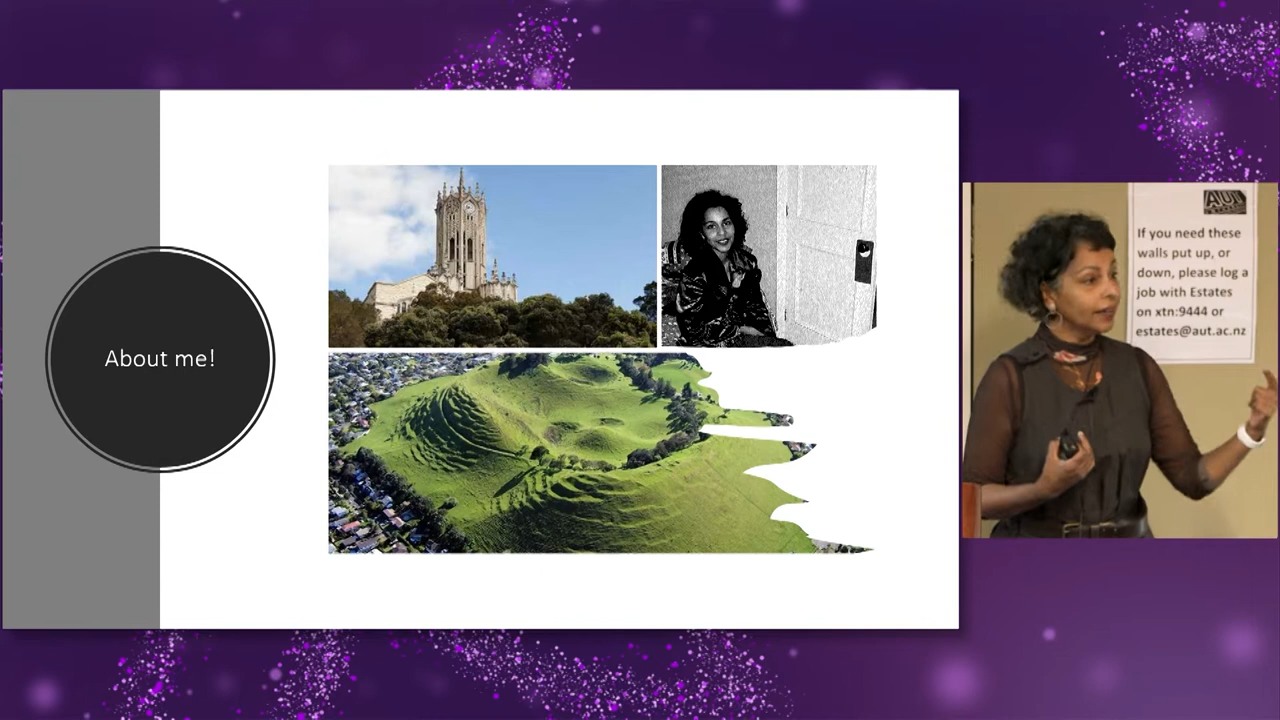 About me!
AUT
If you need these
walls put up, or
down, please log a
job with Estates
on xtn:9444 or
estates@aut.ac.nz